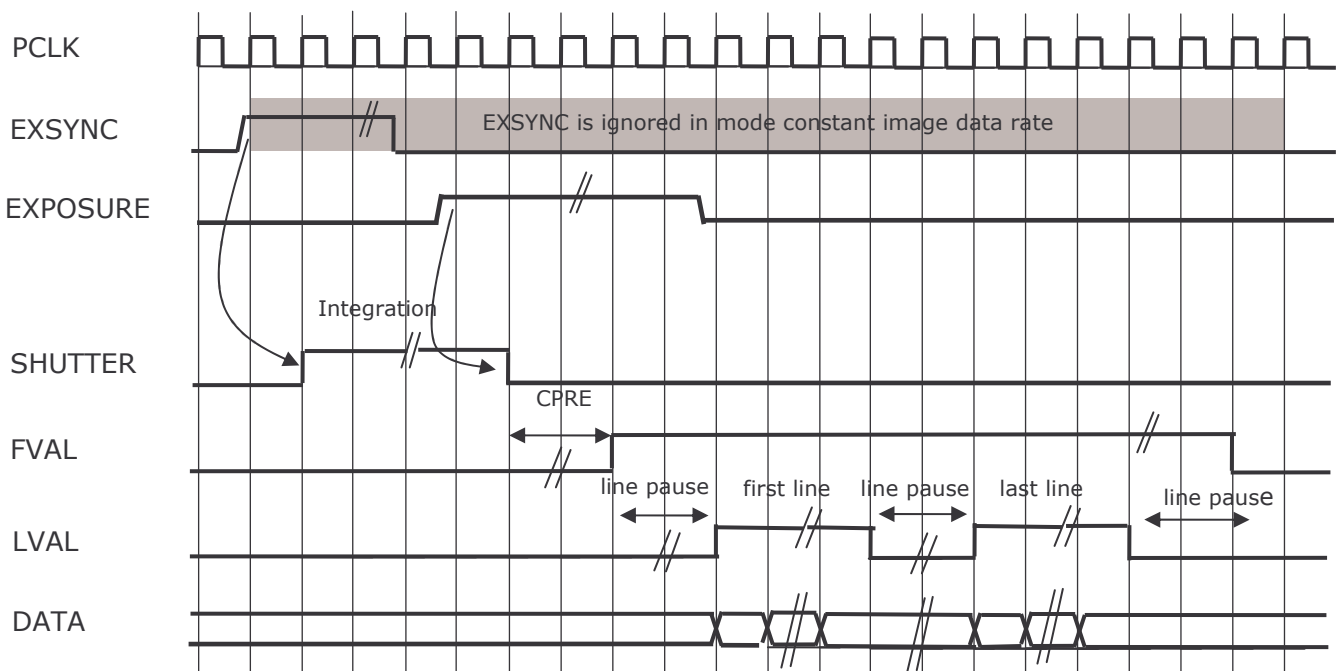 PCLK
EXSYNC
EXSYNC is ignored in mode constant image data rate
EXPOSURE
Integration
SHUTTER
CPRE
FVAL
line pause
first line
line pause
last line
line pause
LVAL
DATA